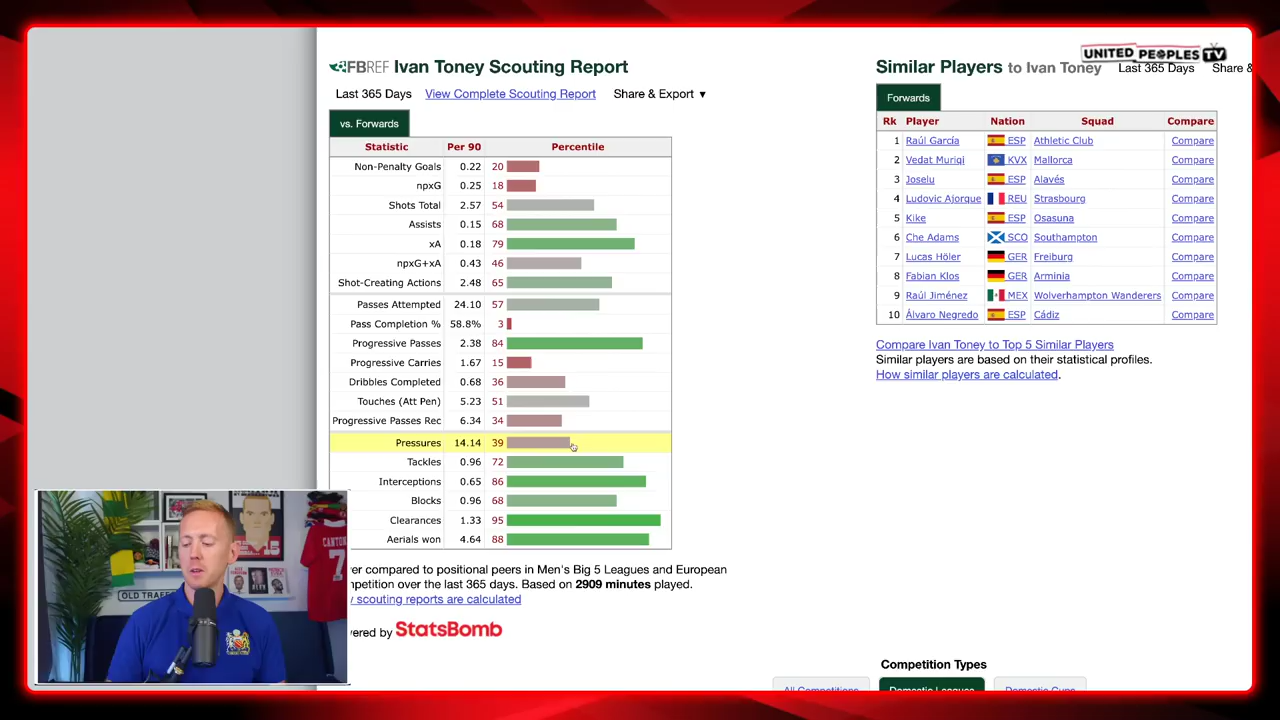 UNITED PEOPLES TV
FBREF Ivan Toney Scouting Report
Last 365 Days View Complete Scouting Report Share & Export ▼
vs. Forwards
Statistic Per 90 Percentile
Non-Penalty Goals 0.22 20
npxG 0.25 18
Shots Total 2.57 54
Assists 0.15 68
xA 0.18 79
npxG+xA 0.43 46
Shot-Creating Actions 2.48 65
Passes Attempted 24.10 57
Pass Completion % 58.8% 3
Progressive Passes 2.38 84
Progressive Carries 1.67 15
Dribbles Completed 0.68 36
Touches (Att Pen) 5.23 51
Progressive Passes Rec 6.34 34
Pressures 14.14 39
Tackles 0.96 72
Interceptions 0.65 86
Blocks 0.96 68
Clearances 1.33 95
Aerials won 4.64 88
er compared to positional peers in Men's Big 5 Leagues and European
mpetition over the last 365 days. Based on 2909 minutes played.
scouting reports are calculated
ered by StatsBomb
Similar Players to Ivan Toney Last 365 Days Share &
Forwards
Rk Player Nation Squad Compare
1 Raúl García ESP Athletic Club Compare
2 Vedat Muriqi KVX Mallorca Compare
3 Joselu ESP Alavés Compare
4 Ludovic Ajorque REU Strasbourg Compare
5 Kike ESP Osasuna Compare
6 Che Adams SCO Southampton Compare
7 Lucas Höler GER Freiburg Compare
8 Fabian Klos GER Arminia Compare
9 Raúl Jiménez MEX Wolverhampton Wanderers Compare
10 Álvaro Negredo ESP Cádiz Compare
Compare Ivan Toney to Top 5 Similar Players
Similar players are based on their statistical profiles.
How similar players are calculated.
Competition Types
All Competitions Domestic Leagues Domestic Cups
OLD TRAFF
CANTON
7